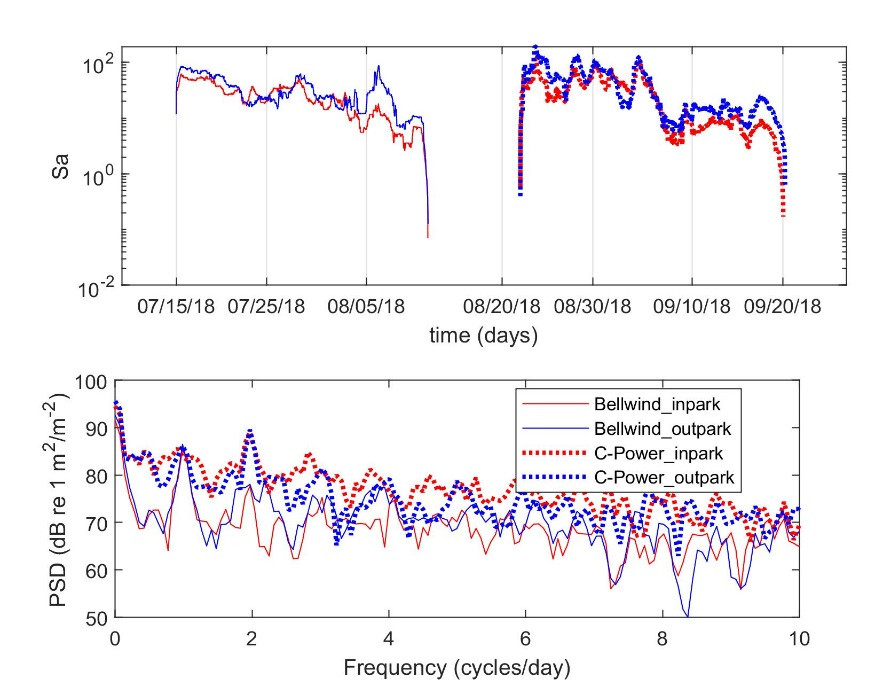 Sa
10^2
10^0
10^-2
07/15/18 07/25/18 08/05/18 08/20/18 08/30/18 09/10/18 09/20/18
time (days)
PSD (dB re 1 m^2/m^-2)
100
90
80
70
60
50
Bellwind_inpark
Bellwind_outpark
C-Power_inpark
C-Power_outpark
0 2 4 6 8 10
Frequency (cycles/day)